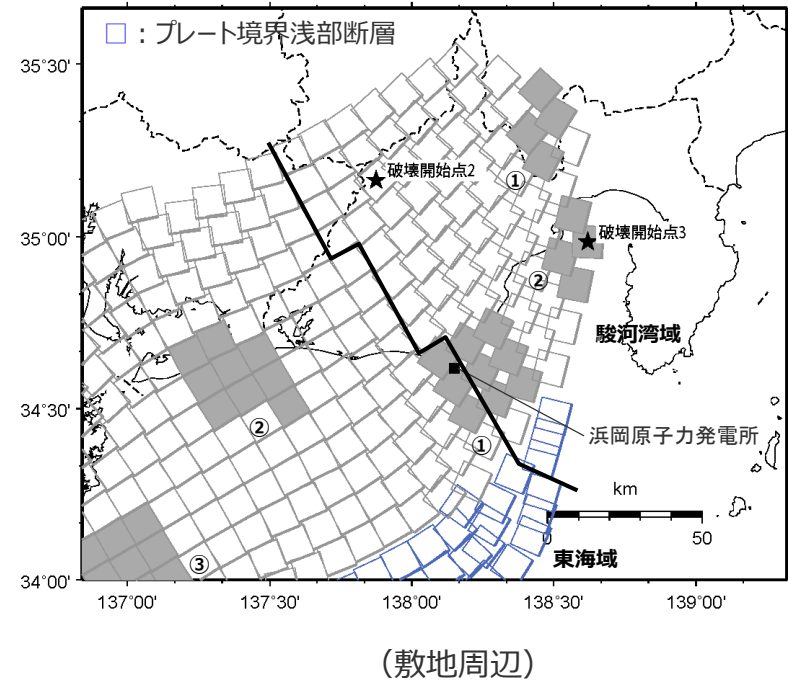 □：プレート境界浅部断層
35°30'
破壊開始点2
①
35°00'
破壊開始点3
②
駿河湾域
34°30'
②
①
浜岡原子力発電所
km
0 50
③
東海域
34°00'
137°00' 137°30' 138°00' 138°30' 139°00'
（敷地周辺）